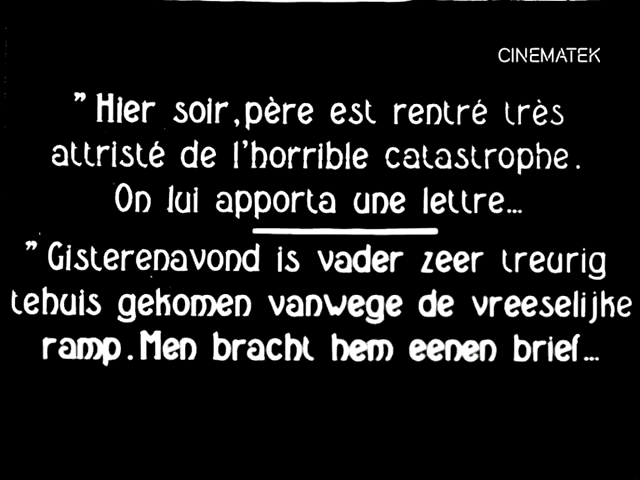 CINEMATEK
"Hier soir, père est rentré très
attristé de l'horrible catastrophe.
On lui apporta une lettre...
"Gisterenavond is vader zeer treurig
tehuis gekomen vanwege de vreeselijke
ramp. Men bracht hem eenen brief...